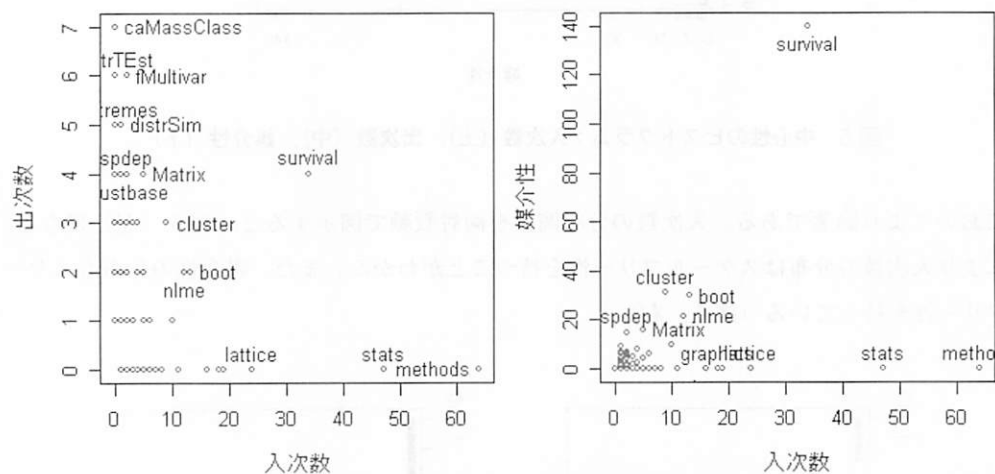 出次数
7
6
5
4
3
2
1
0
caMassClass
trTEst
fMultivar
tremes
distrSim
spdep
Matrix
survival
ustbase
cluster
boot
nlme
lattice
stats
methods
0 10 20 30 40 50 60
入次数
媒介性
140
120
100
80
60
40
20
0
survival
cluster
boot
nlme
spdep
Matrix
graphics
lattice
stats
metho
0 10 20 30 40 50 60
入次数